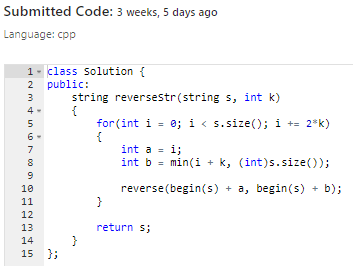 Submitted Code: 3 weeks, 5 days ago
Language: cpp
1 class Solution {
2 public:
3     string reverseStr(string s, int k)
4     {
5         for(int i = 0; i < s.size(); i += 2*k)
6         {
7             int a = i;
8             int b = min(i + k, (int)s.size());
9
10             reverse(begin(s) + a, begin(s) + b);
11         }
12
13         return s;
14     }
15 };